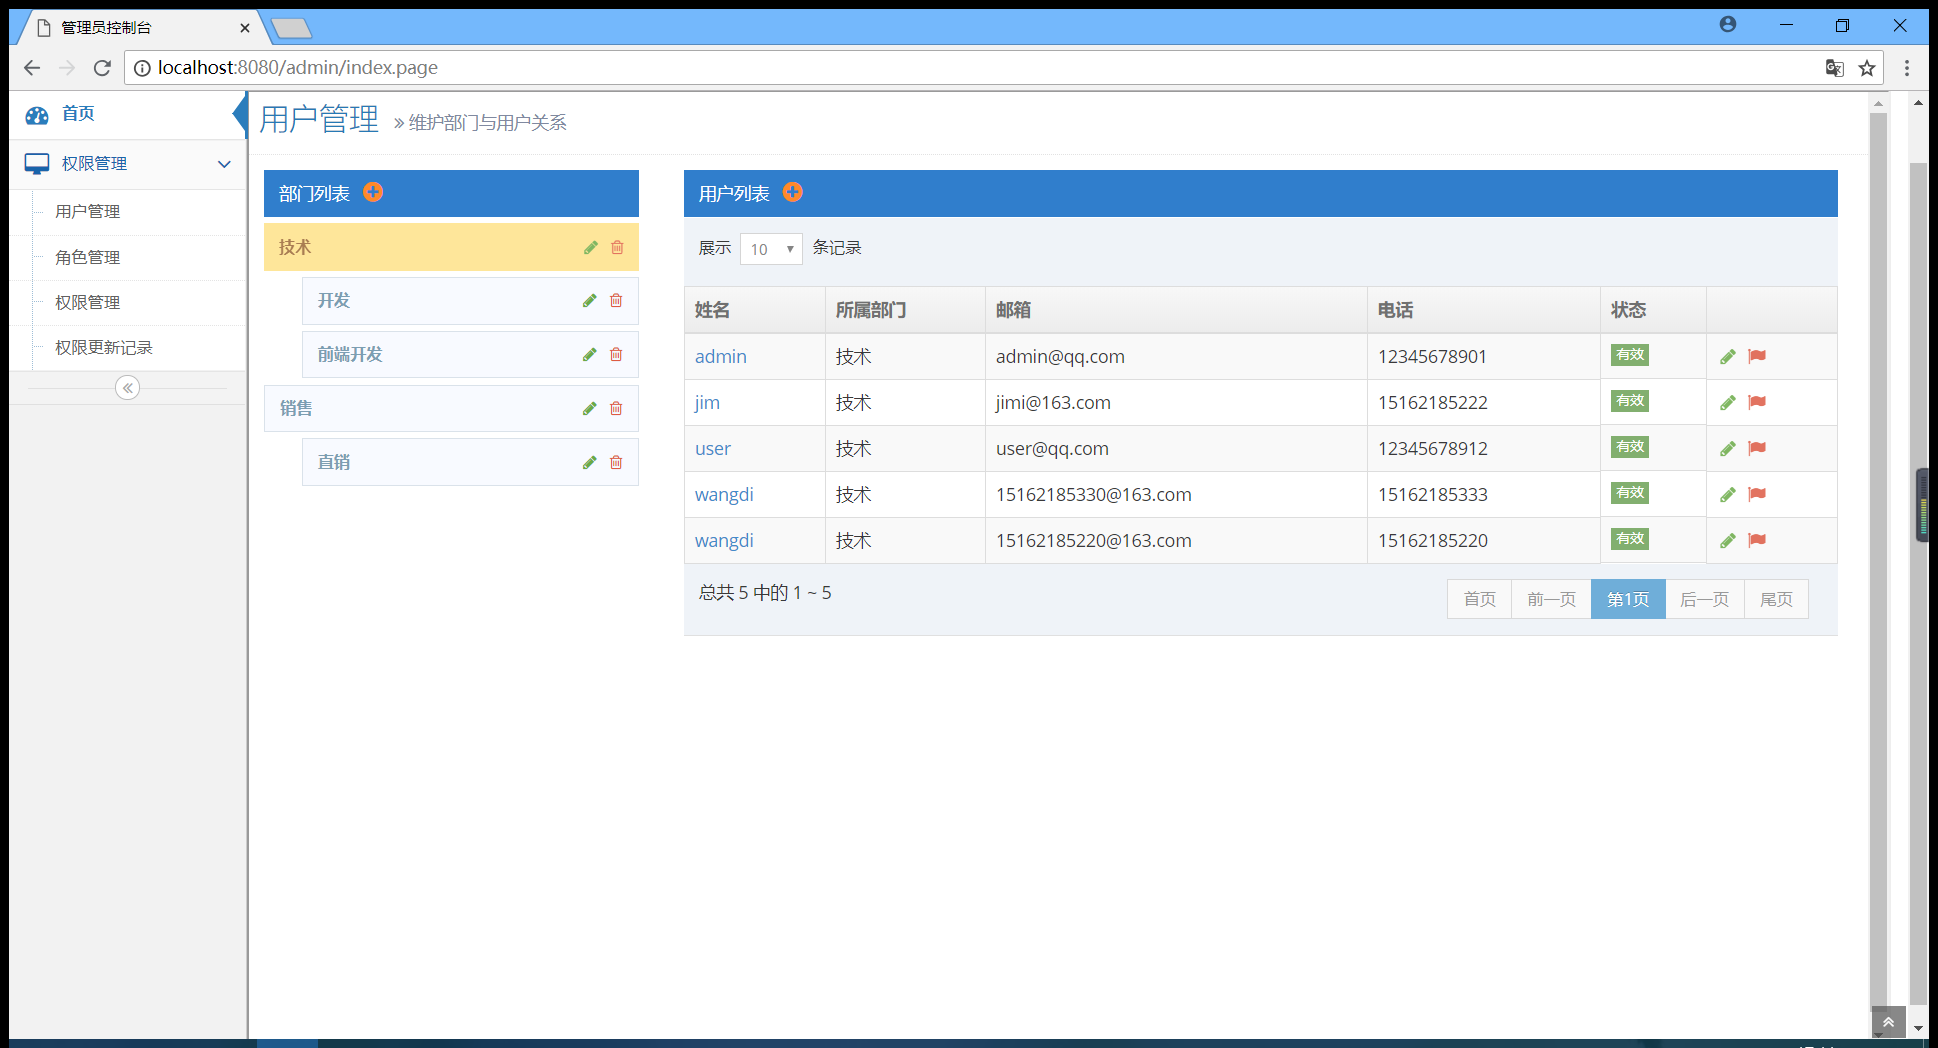 管理员控制台
localhost:8080/admin/index.page
首页
权限管理
用户管理
角色管理
权限管理
权限更新记录
用户管理 » 维护部门与用户关系
部门列表
技术
开发
前端开发
销售
直销
用户列表
展示 10 条记录
姓名 所属部门 邮箱 电话 状态
admin 技术 admin@qq.com 12345678901 有效
jim 技术 jimi@163.com 15162185222 有效
user 技术 user@qq.com 12345678912 有效
wangdi 技术 15162185330@163.com 15162185333 有效
wangdi 技术 15162185220@163.com 15162185220 有效
总共 5 中的 1 ~ 5
首页 前一页 第1页 后一页 尾页